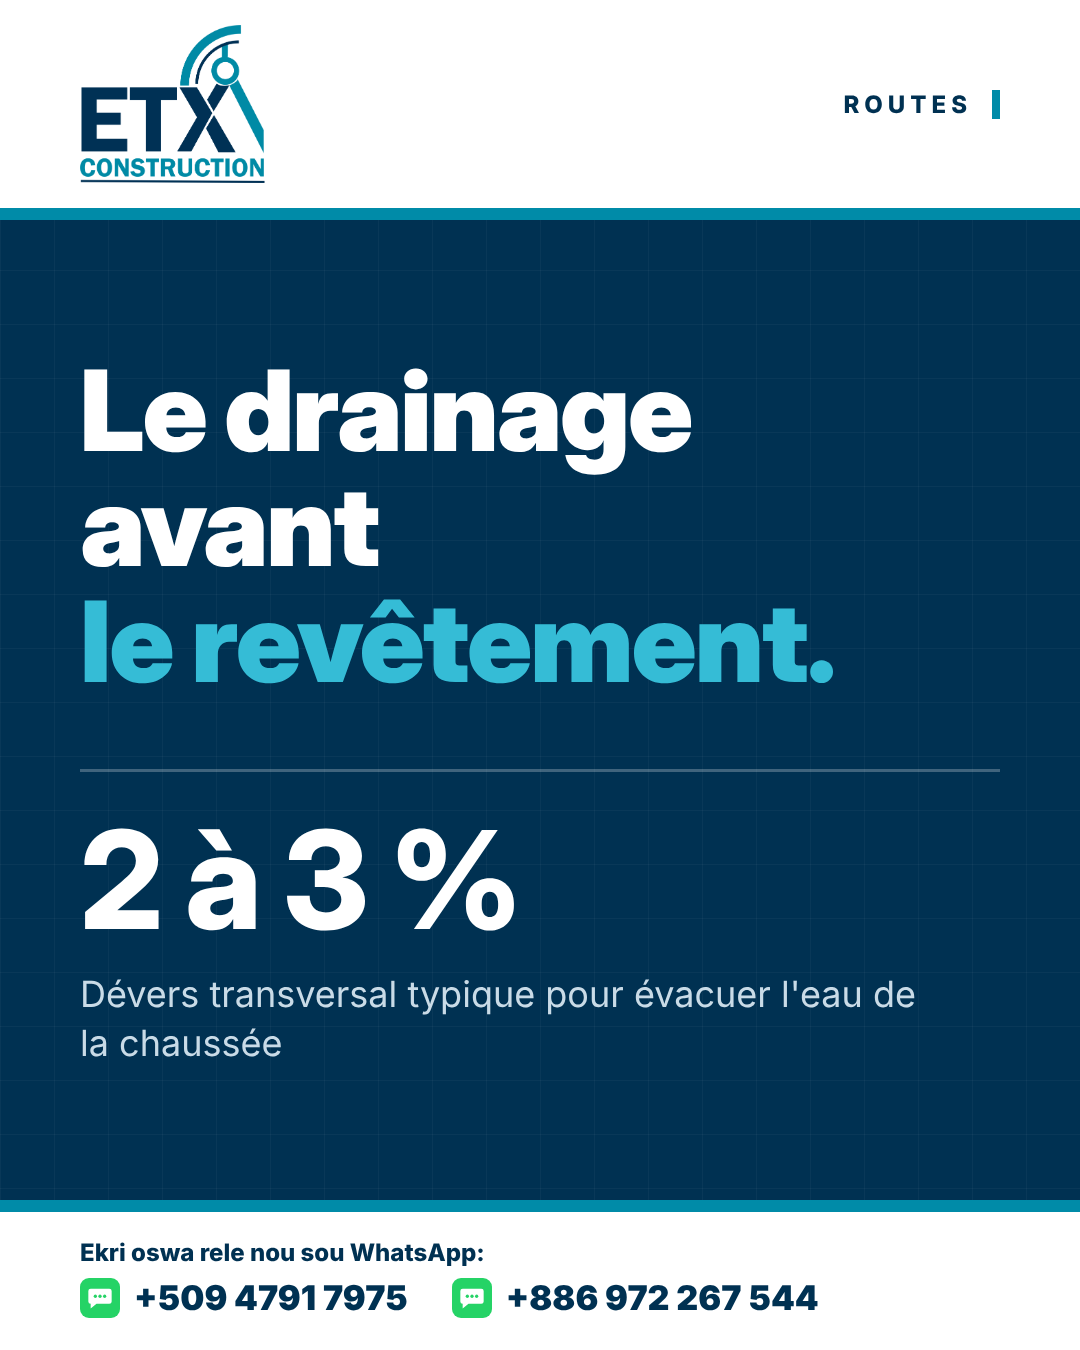 ETX
CONSTRUCTION
ROUTES
Le drainage
avant
le revêtement.
2 à 3 %
Dévers transversal typique pour évacuer l'eau de
la chaussée
Ekri oswa rele nou sou WhatsApp:
+509 4791 7975
+886 972 267 544